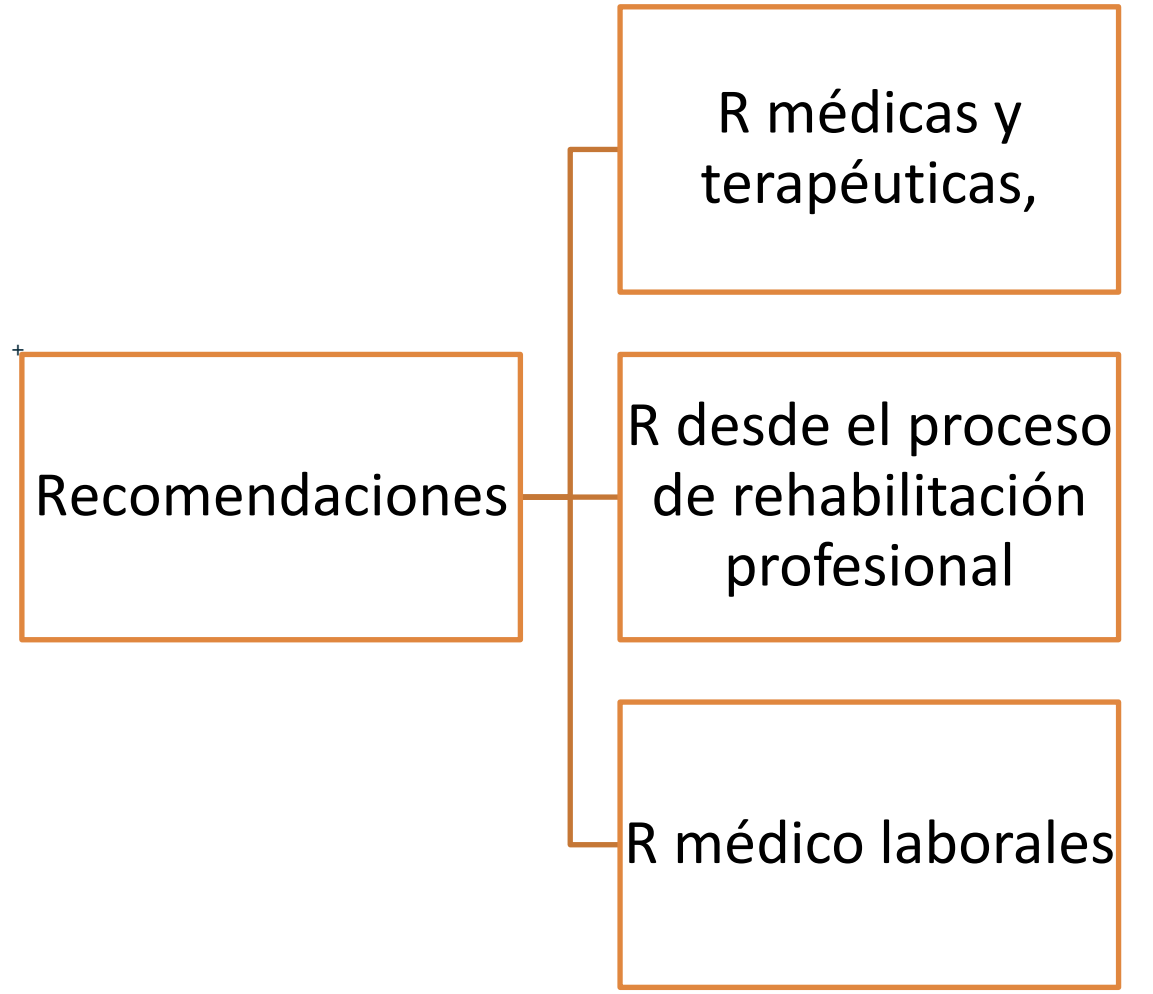 R médicas y
terapéuticas,
Recomendaciones
R desde el proceso
de rehabilitación
profesional
R médico laborales